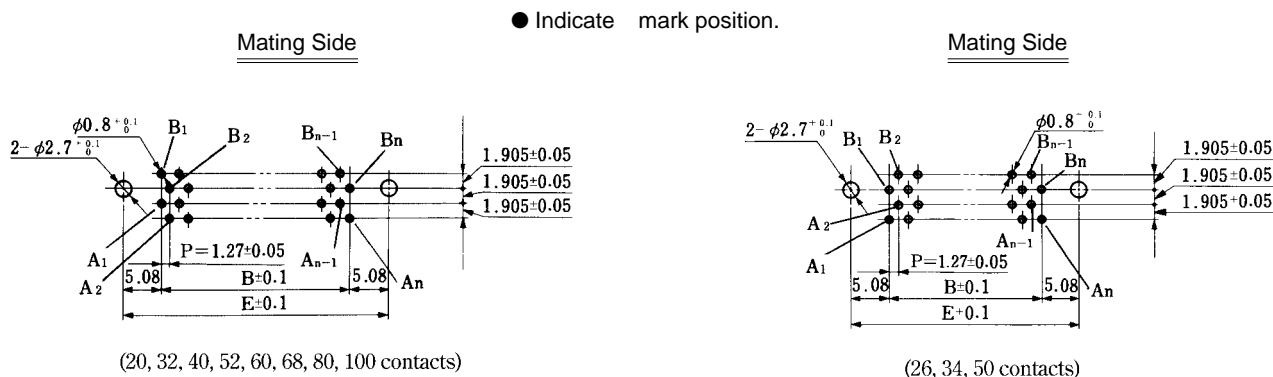 ● Indicate mark position.
Mating Side
φ0.8 +0.1 0
B1
B2
Bn-1
Bn
2-φ2.7 +0.1 0
1.905±0.05
1.905±0.05
1.905±0.05
A1
A2
P=1.27±0.05
An-1
An
5.08
B±0.1
5.08
E±0.1
(20, 32, 40, 52, 60, 68, 80, 100 contacts)
Mating Side
2-φ2.7 +0.1 0
B1
B2
φ0.8 +0.1 0
Bn-1
Bn
1.905±0.05
1.905±0.05
1.905+0.05
A2
A1
An-1
An
P=1.27±0.05
5.08
B±0.1
5.08
E+0.1
(26, 34, 50 contacts)